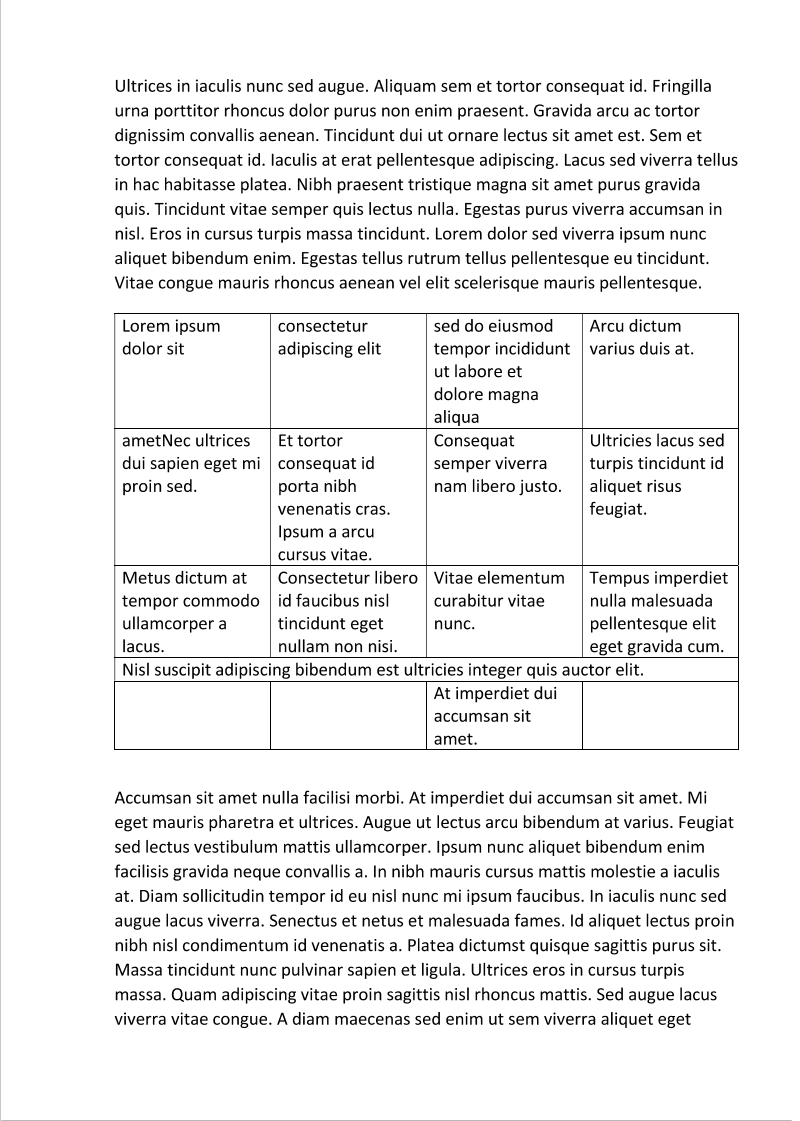 Ultrices in iaculis nunc sed augue. Aliquam sem et tortor consequat id. Fringilla
urna porttitor rhoncus dolor purus non enim praesent. Gravida arcu ac tortor
dignissim convallis aenean. Tincidunt dui ut ornare lectus sit amet est. Sem et
tortor consequat id. Iaculis at erat pellentesque adipiscing. Lacus sed viverra tellus
in hac habitasse platea. Nibh praesent tristique magna sit amet purus gravida
quis. Tincidunt vitae semper quis lectus nulla. Egestas purus viverra accumsan in
nisl. Eros in cursus turpis massa tincidunt. Lorem dolor sed viverra ipsum nunc
aliquet bibendum enim. Egestas tellus rutrum tellus pellentesque eu tincidunt.
Vitae congue mauris rhoncus aenean vel elit scelerisque mauris pellentesque.
Lorem ipsum
dolor sit
consectetur
adipiscing elit
sed do eiusmod
tempor incididunt
ut labore et
dolore magna
aliqua
Arcu dictum
varius duis at.
ametNec ultrices
dui sapien eget mi
proin sed.
Et tortor
consequat id
porta nibh
venenatis cras.
Ipsum a arcu
cursus vitae.
Consequat
semper viverra
nam libero justo.
Ultricies lacus sed
turpis tincidunt id
aliquet risus
feugiat.
Metus dictum at
tempor commodo
ullamcorper a
lacus.
Consectetur libero
id faucibus nisl
tincidunt eget
nullam non nisi.
Vitae elementum
curabitur vitae
nunc.
Tempus imperdiet
nulla malesuada
pellentesque elit
eget gravida cum.
Nisl suscipit adipiscing bibendum est ultricies integer quis auctor elit.
At imperdiet dui
accumsan sit
amet.
Accumsan sit amet nulla facilisi morbi. At imperdiet dui accumsan sit amet. Mi
eget mauris pharetra et ultrices. Augue ut lectus arcu bibendum at varius. Feugiat
sed lectus vestibulum mattis ullamcorper. Ipsum nunc aliquet bibendum enim
facilisis gravida neque convallis a. In nibh mauris cursus mattis molestie a iaculis
at. Diam sollicitudin tempor id eu nisl nunc mi ipsum faucibus. In iaculis nunc sed
augue lacus viverra. Senectus et netus et malesuada fames. Id aliquet lectus proin
nibh nisl condimentum id venenatis a. Platea dictumst quisque sagittis purus sit.
Massa tincidunt nunc pulvinar sapien et ligula. Ultrices eros in cursus turpis
massa. Quam adipiscing vitae proin sagittis nisl rhoncus mattis. Sed augue lacus
viverra vitae congue. A diam maecenas sed enim ut sem viverra aliquet eget